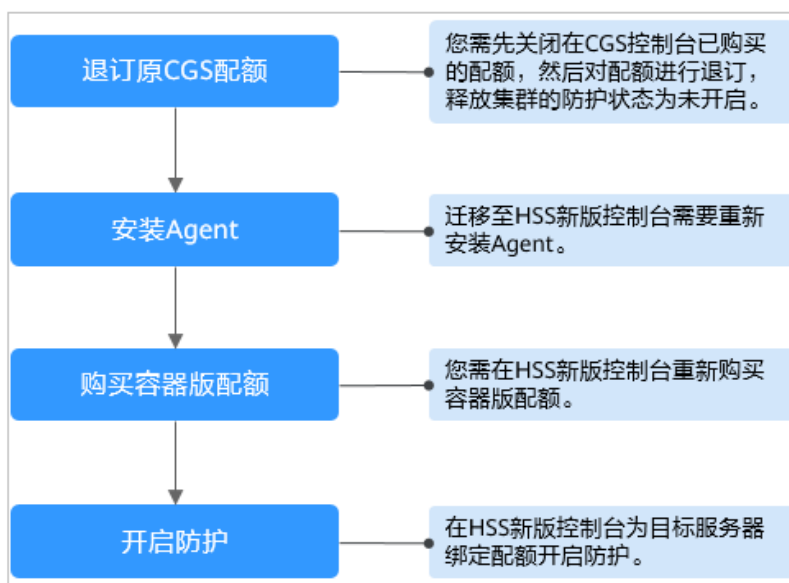 退订原CGS配额
您需先关闭在CGS控制台已购买
的配额，然后对配额进行退订，
释放集群的防护状态为未开启。
安装Agent
迁移至HSS新版控制台需要重新
安装Agent。
购买容器版配额
您需在HSS新版控制台重新购买
容器版配额。
开启防护
在HSS新版控制台为目标服务器
绑定配额开启防护。